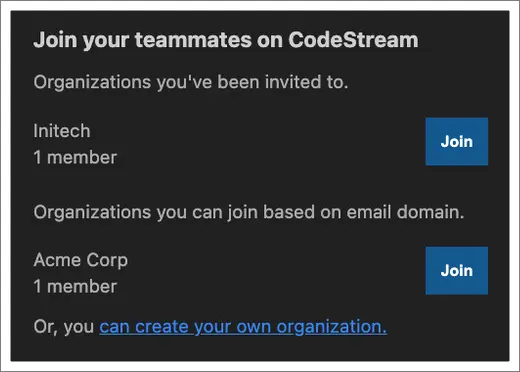 Join your teammates on CodeStream
Organizations you've been invited to.
Initech
1 member
Join
Organizations you can join based on email domain.
Acme Corp
1 member
Join
Or, you can create your own organization.